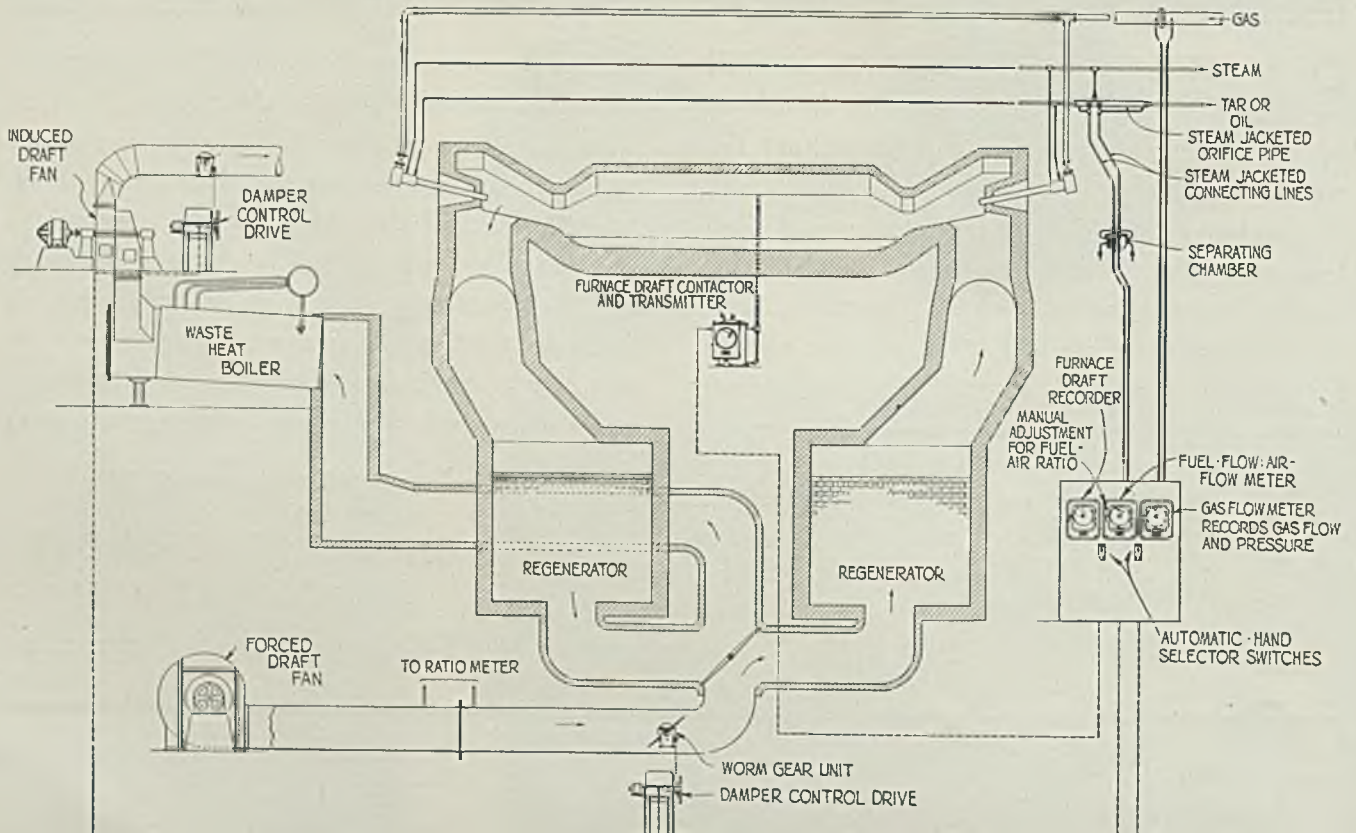 GAS
STEAM
TAR OR
OIL
STEAM JACKETED
ORIFICE PIPE
STEAM JACKETED
CONNECTING LINES
SEPARATING
CHAMBER
INDUCED
DRAFT
FAN
DAMPER
CONTROL
DRIVE
WASTE
HEAT
BOILER
FURNACE DRAFT CONTACTOR
AND TRANSMITTER
FURNACE
DRAFT
RECORDER
MANUAL
ADJUSTMENT
FOR FUEL-
AIR RATIO
FUEL-FLOW: AIR-
FLOW METER
GAS FLOW METER
RECORDS GAS FLOW
AND PRESSURE
REGENERATOR
REGENERATOR
AUTOMATIC-HAND
SELECTOR SWITCHES
FORCED
DRAFT
FAN
TO RATIO METER
WORM GEAR UNIT
DAMPER CONTROL DRIVE